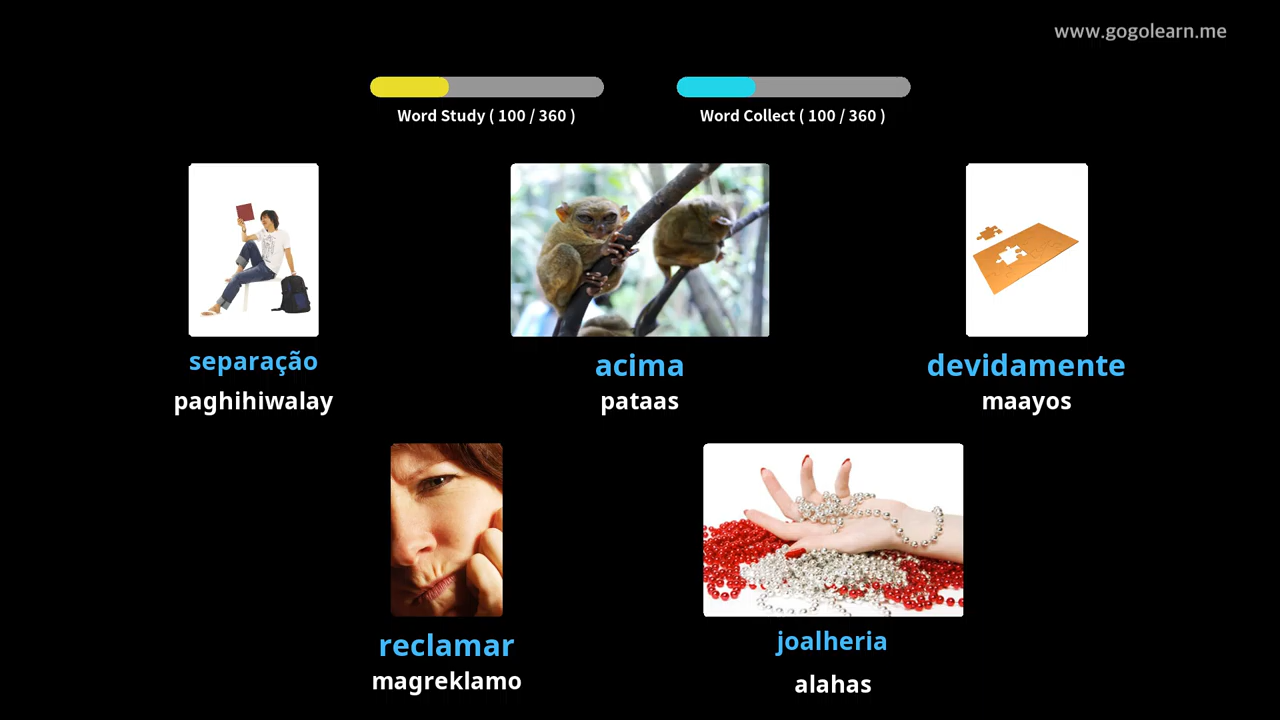 www.gogolearn.me
Word Study ( 100 / 360 )
Word Collect ( 100 / 360 )
separação
paghihiwalay
acima
pataas
devidamente
maayos
reclamar
magreklamo
joalheria
alahas